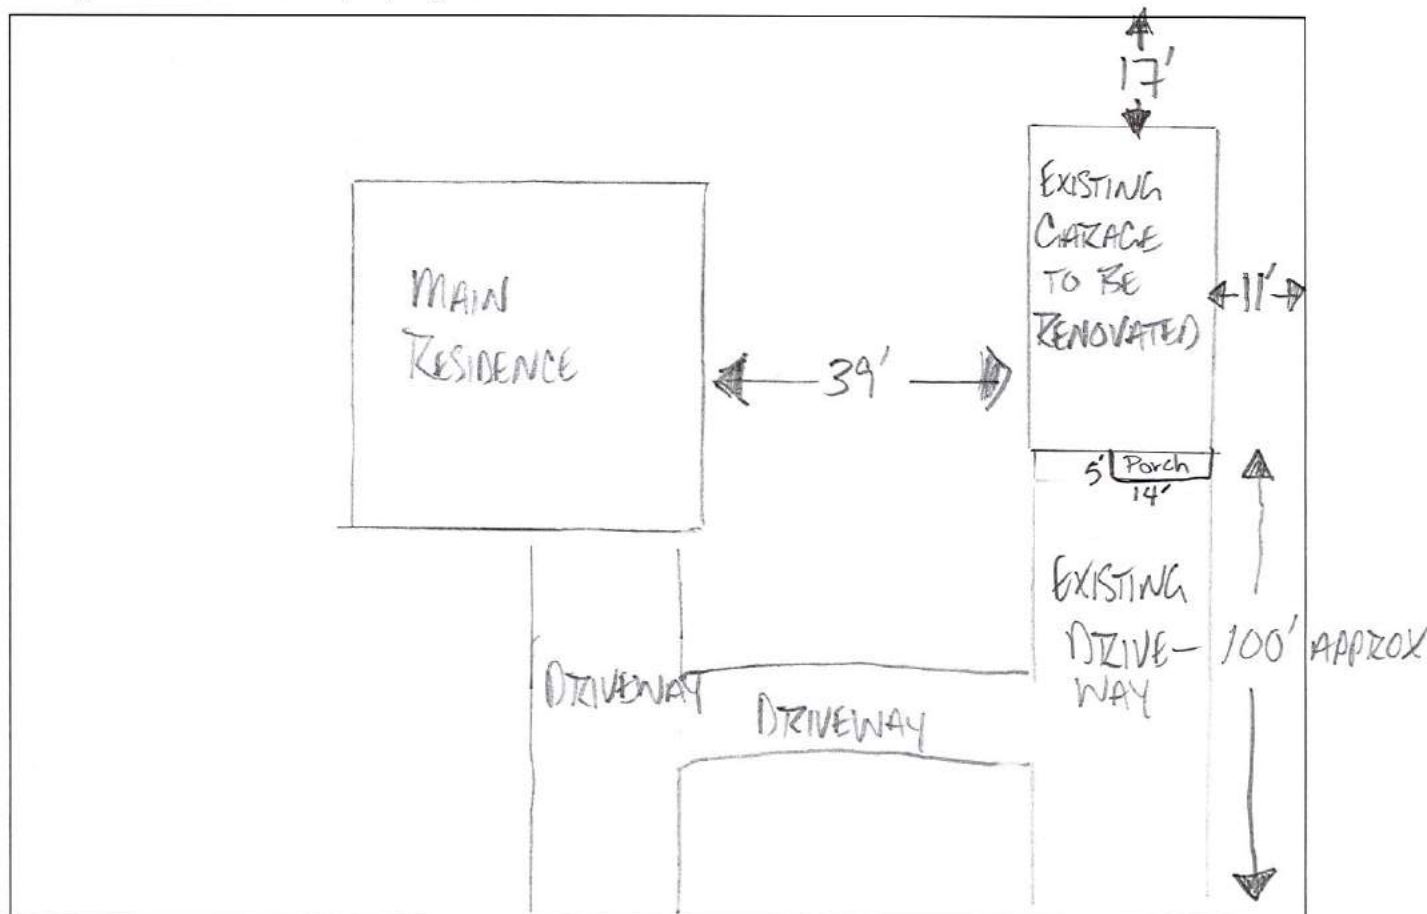 17'
EXISTING
GARAGE
TO BE
RENOVATED
11'
MAIN
RESIDENCE
39'
5' Porch
14'
EXISTING
DRIVE-
WAY
100' APPROX
DRIVEWAY
DRIVEWAY